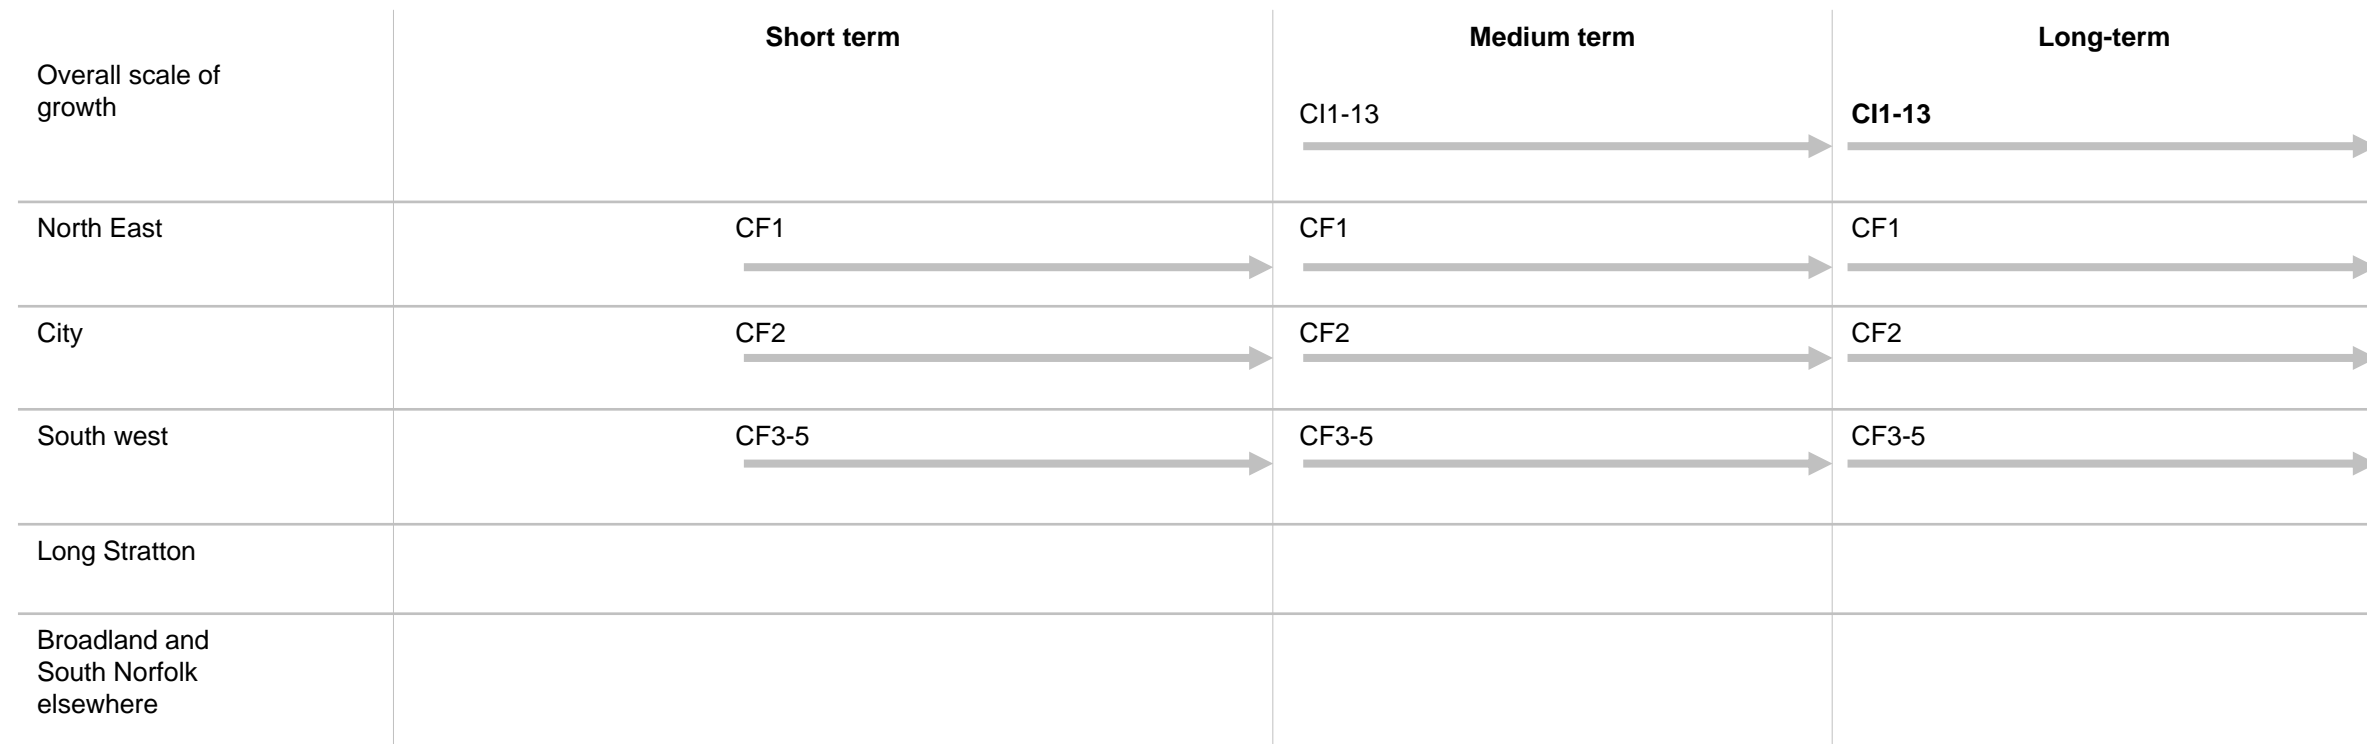 Short term Medium term Long-term
Overall scale of
growth
CI1-13 CI1-13
North East CF1 CF1 CF1
City CF2 CF2 CF2
South west CF3-5 CF3-5 CF3-5
Long Stratton
Broadland and
South Norfolk
elsewhere